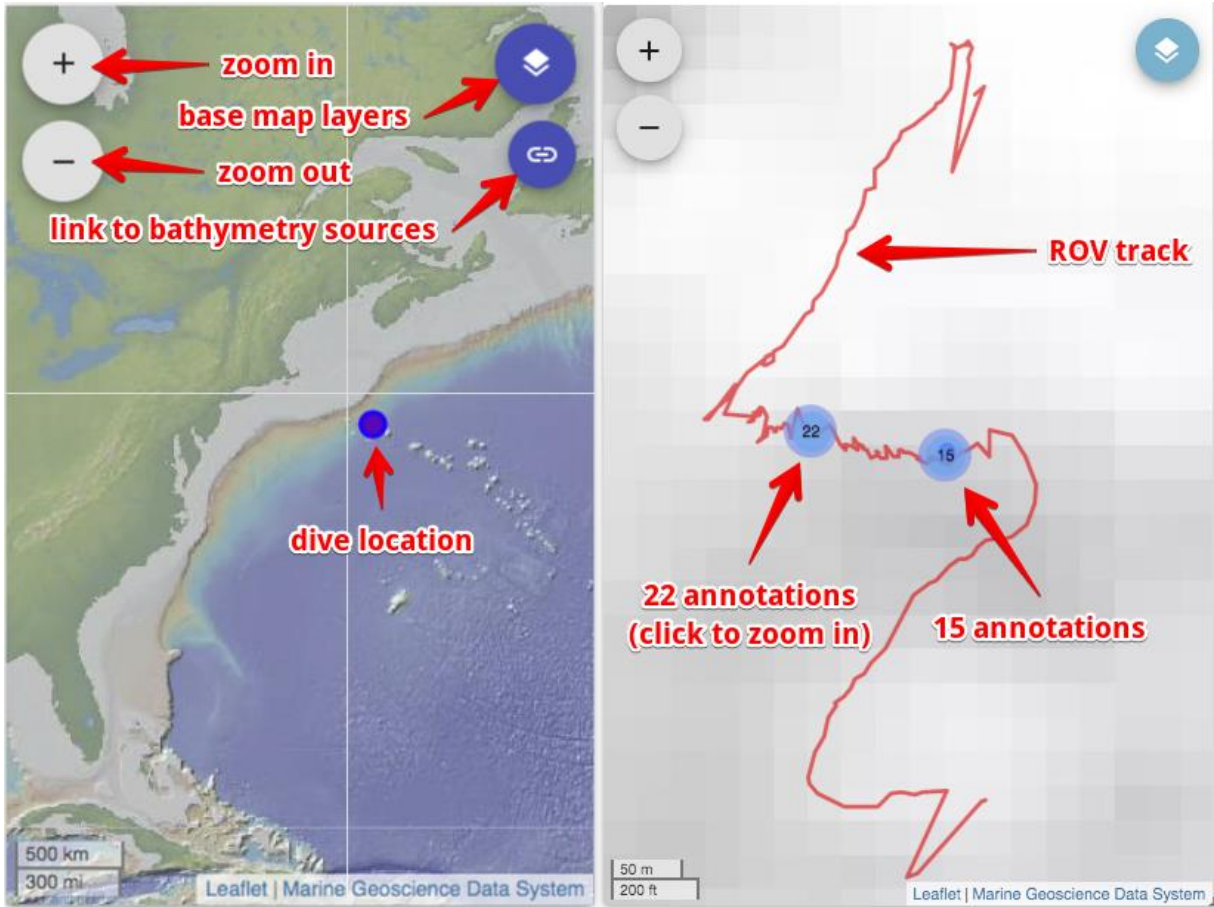 +
zoom in
base map layers
−
zoom out
link to bathymetry sources
dive location
500 km
300 mi
Leaflet | Marine Geoscience Data System
+
−
ROV track
22
15
22 annotations
(click to zoom in)
15 annotations
50 m
200 ft
Leaflet | Marine Geoscience Data System